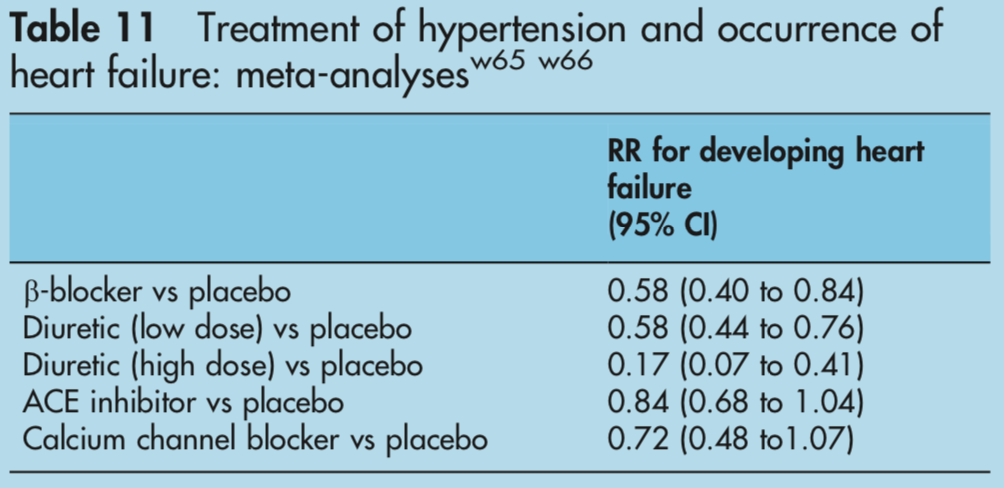 Table 11 Treatment of hypertension and occurrence of
heart failure: meta-analysesw65 w66
RR for developing heart
failure
(95% CI)
β-blocker vs placebo 0.58 (0.40 to 0.84)
Diuretic (low dose) vs placebo 0.58 (0.44 to 0.76)
Diuretic (high dose) vs placebo 0.17 (0.07 to 0.41)
ACE inhibitor vs placebo 0.84 (0.68 to 1.04)
Calcium channel blocker vs placebo 0.72 (0.48 to1.07)